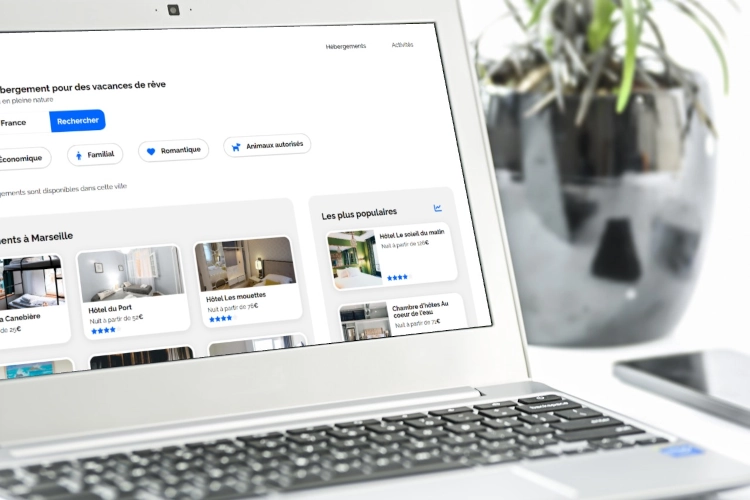 Hébergements
Activités
bergement pour des vacances de rêve
en pleine nature
France
Rechercher
Économique
Familial
Romantique
Animaux autorisés
gements sont disponibles dans cette ville
ents à Marseille
Les plus populaires
a Canebière
de 25€
Hôtel du Port
Nuit à partir de 52€
Hôtel Les mouettes
Nuit à partir de 76€
Hôtel Le soleil du matin
Nuit à partir de 128€
Chambre d'hôtes Au
coeur de l'eau
Nuit à partir de 71€